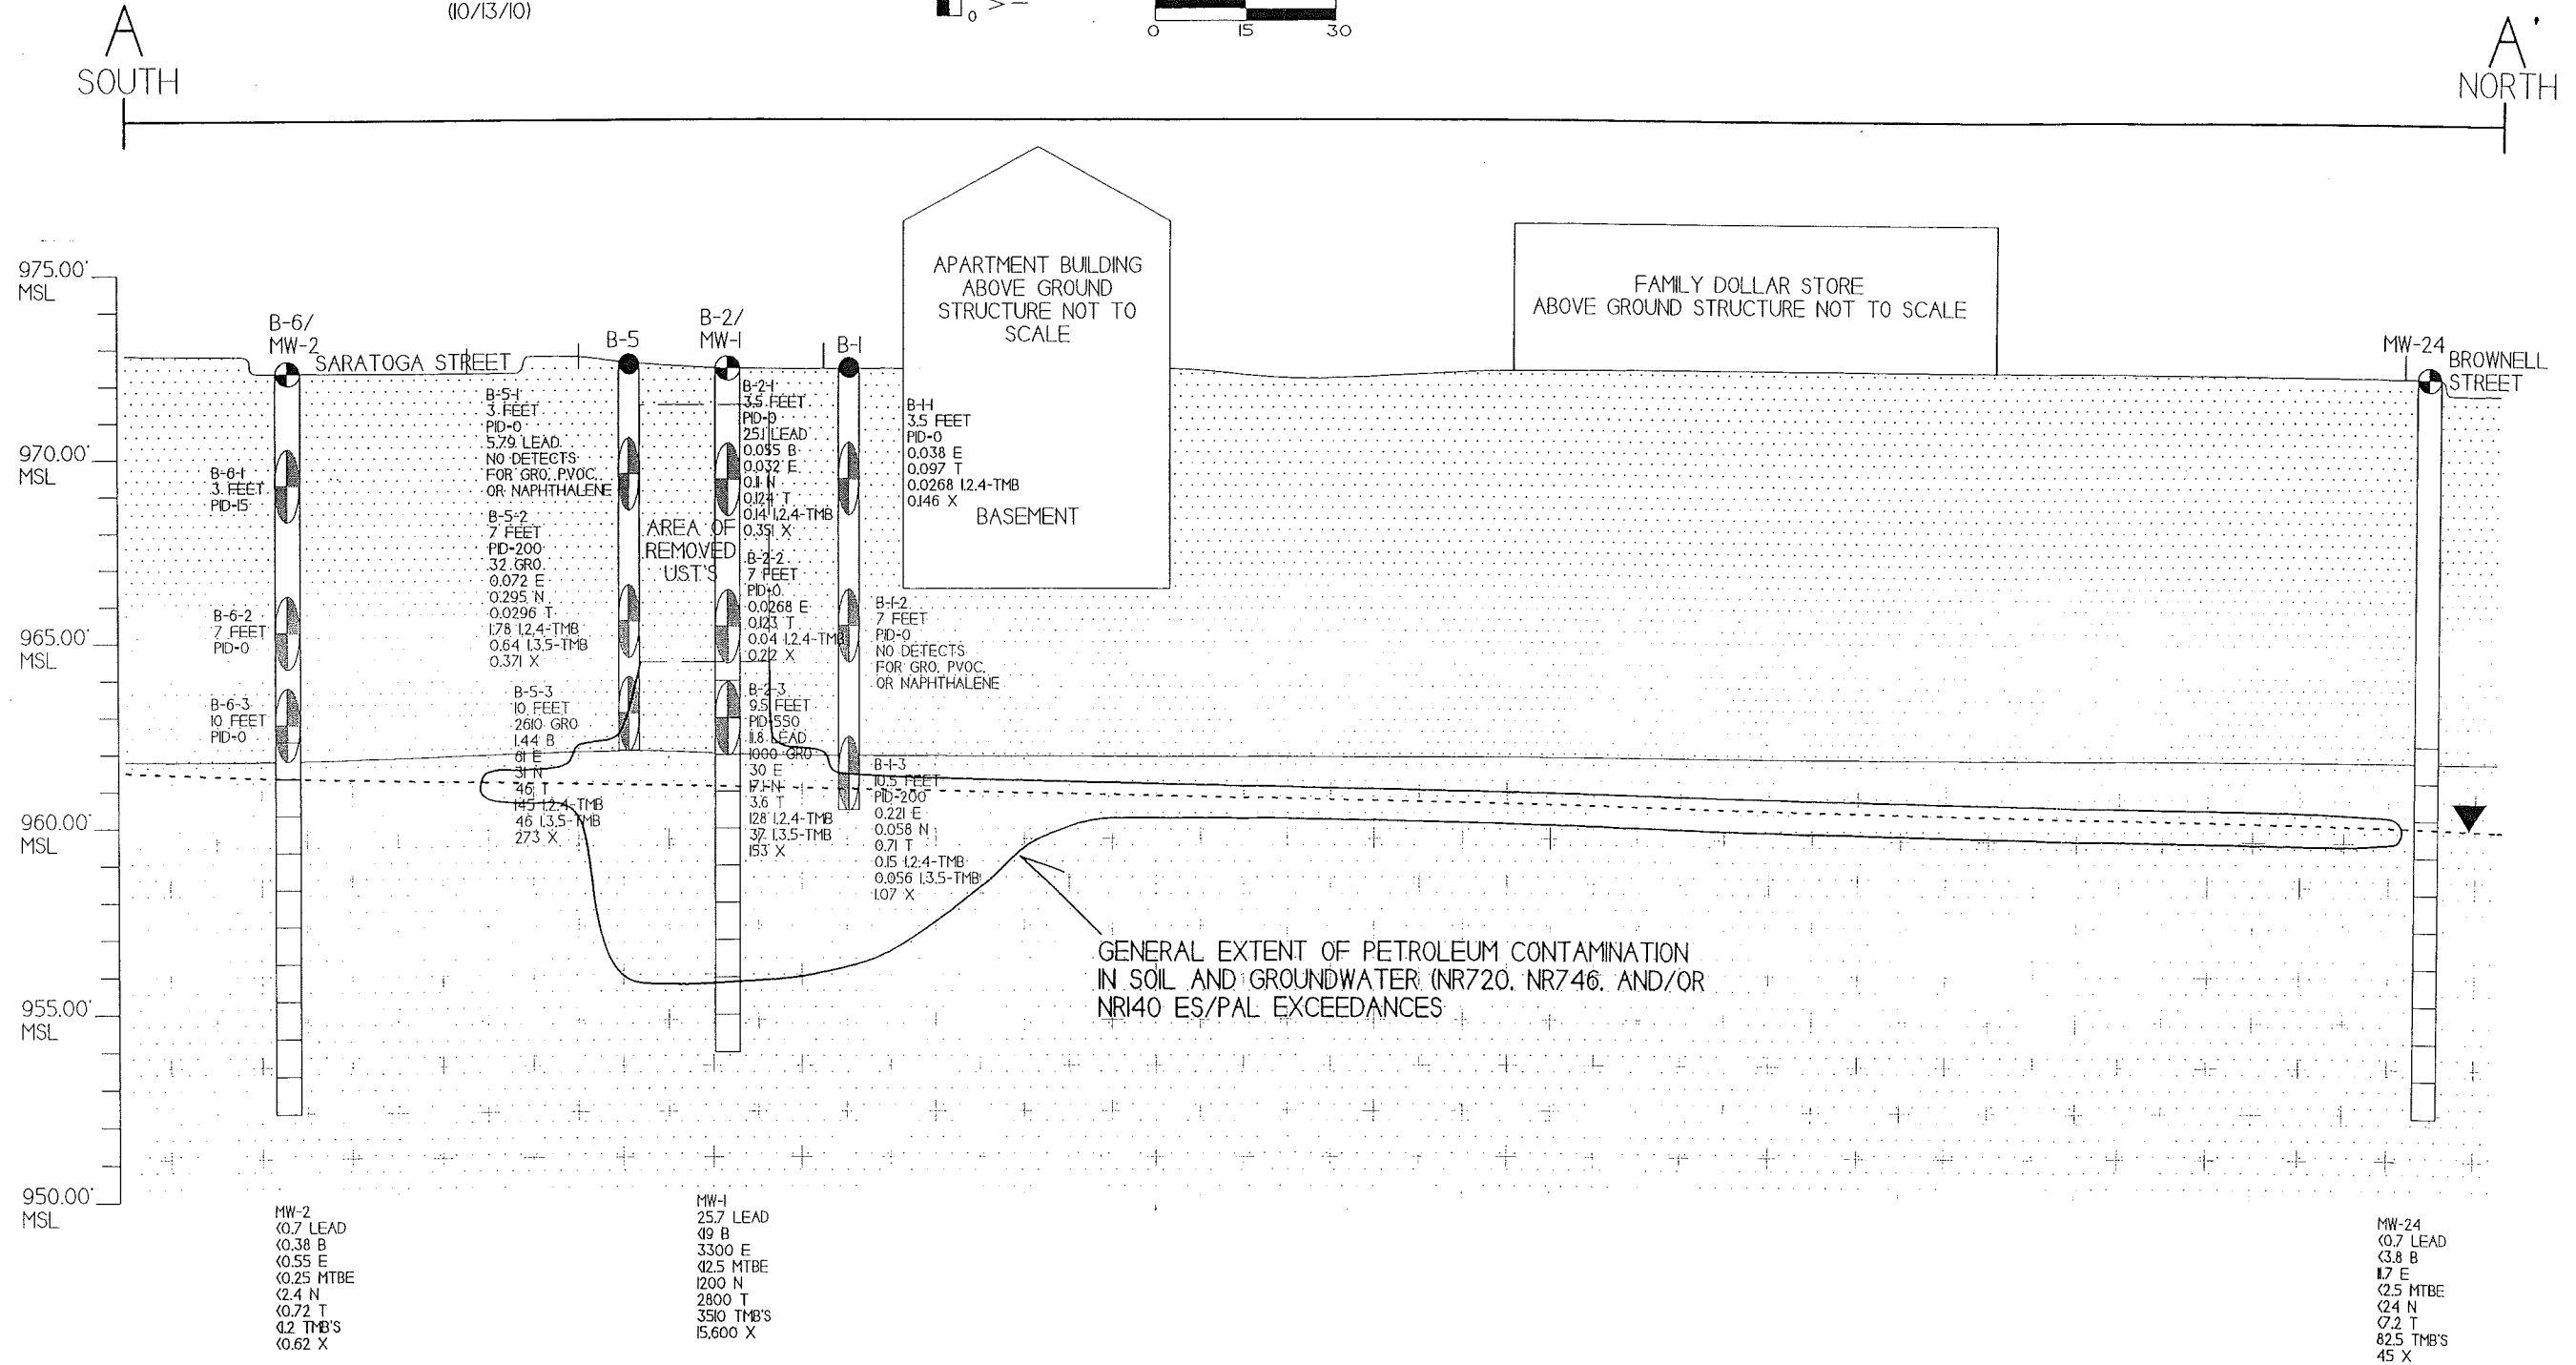 (10/13/10)
0
>
0 15 30
A
SOUTH
A'
NORTH
975.00'
MSL
970.00'
MSL
965.00'
MSL
960.00'
MSL
955.00'
MSL
950.00'
MSL
B-6/
MW-2
SARATOGA STREET
B-5
B-2/
MW-1
B-1
APARTMENT BUILDING
ABOVE GROUND
STRUCTURE NOT TO
SCALE
BASEMENT
FAMILY DOLLAR STORE
ABOVE GROUND STRUCTURE NOT TO SCALE
MW-24
BROWNELL
STREET
B-6-1
3 FEET
PID-15
B-6-2
7 FEET
PID-0
B-6-3
10 FEET
PID-0
B-5-1
3 FEET
PID-0
5.79 LEAD
NO DETECTS
FOR GRO, PVOC,
OR NAPHTHALENE
B-5-2
7 FEET
PID-200
32 GRO
0.072 E
0.295 N
0.0296 T
1.78 1,2,4-TMB
0.64 1,3,5-TMB
0.371 X
B-5-3
10 FEET
2610 GRO
1.44 B
61 E
31 N
46 T
145 1,2,4-TMB
46 1,3,5-TMB
273 X
AREA OF
REMOVED
U.S.T.'S
B-2-1
3.5 FEET
PID-0
25.1 LEAD
0.055 B
0.032 E
0.11 N
0.124 T
0.14 1,2,4-TMB
0.351 X
B-2-2
7 FEET
PID-0
0.0268 E
0.123 T
0.04 1,2,4-TMB
0.22 X
B-2-3
9.5 FEET
PID-550
11.8 LEAD
1000 GRO
30 E
17.1 N
3.6 T
128 1,2,4-TMB
37 1,3,5-TMB
153 X
B-1-1
3.5 FEET
PID-0
0.038 E
0.097 T
0.0268 1,2,4-TMB
0.146 X
B-1-2
7 FEET
PID-0
NO DETECTS
FOR GRO, PVOC,
OR NAPHTHALENE
B-1-3
10.5 FEET
PID-200
0.221 E
0.058 N
0.71 T
0.15 1,2,4-TMB
0.056 1,3,5-TMB
1.07 X
GENERAL EXTENT OF PETROLEUM CONTAMINATION
IN SOIL AND GROUNDWATER (NR720, NR746, AND/OR
NR140 ES/PAL EXCEEDANCES
MW-2
<0.7 LEAD
<0.38 B
<0.55 E
<0.25 MTBE
<2.4 N
<0.72 T
<1.2 TMB'S
<0.62 X
MW-1
25.7 LEAD
<19 B
3300 E
<12.5 MTBE
1200 N
2800 T
3510 TMB'S
15,600 X
MW-24
<0.7 LEAD
<3.8 B
11.7 E
<2.5 MTBE
<24 N
<7.2 T
82.5 TMB'S
45 X